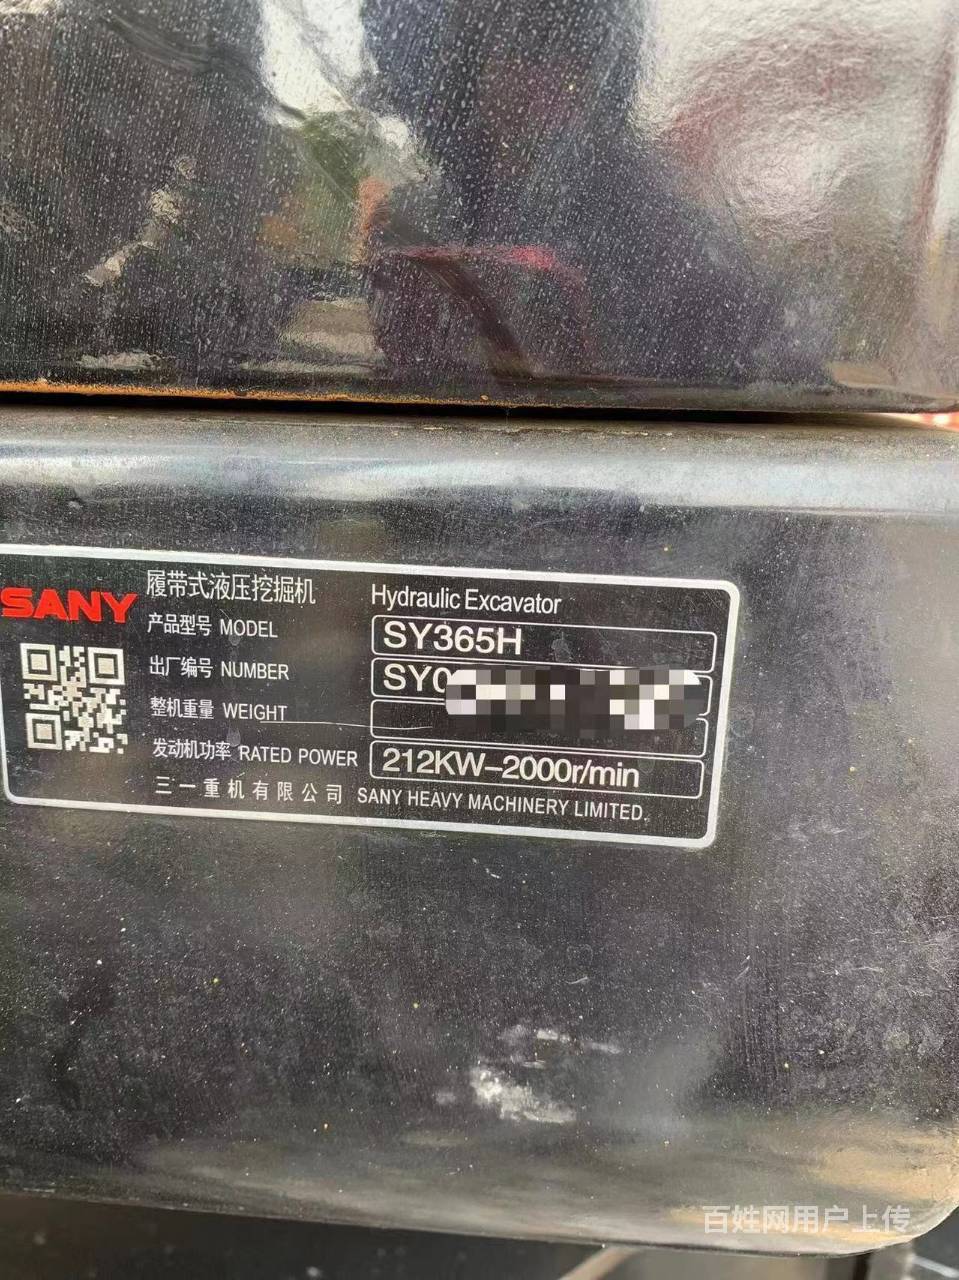 SANY
履带式液压挖掘机 Hydraulic Excavator
产品型号 MODEL SY365H
出厂编号 NUMBER SY0
整机重量 WEIGHT
发动机功率 RATED POWER 212KW-2000r/min
三一重机有限公司 SANY HEAVY MACHINERY LIMITED.
百姓网用户上传